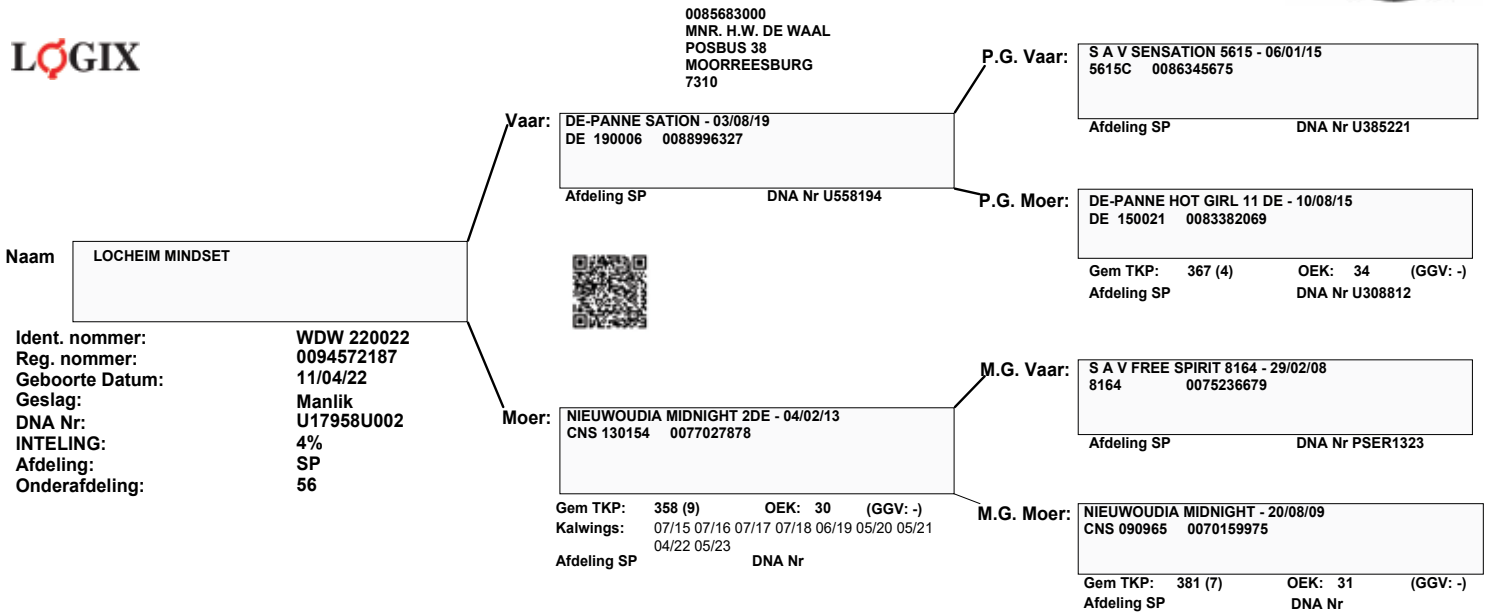 LOGIX
0085683000
MNR. H.W. DE WAAL
POSBUS 38
MOORREESBURG
7310
Naam LOCHEIM MINDSET
Ident. nommer: WDW 220022
Reg. nommer: 0094572187
Geboorte Datum: 11/04/22
Geslag: Manlik
DNA Nr: U17958U002
INTELING: 4%
Afdeling: SP
Onderafdeling: 56
Vaar: DE-PANNE SATION - 03/08/19
DE 190006 0088996327
Afdeling SP DNA Nr U558194
Moer: NIEUWOUDIA MIDNIGHT 2DE - 04/02/13
CNS 130154 0077027878
Gem TKP: 358 (9) OEK: 30 (GGV: -)
Kalwings: 07/15 07/16 07/17 07/18 06/19 05/20 05/21
04/22 05/23
Afdeling SP DNA Nr
P.G. Vaar: S A V SENSATION 5615 - 06/01/15
5615C 0086345675
Afdeling SP DNA Nr U385221
P.G. Moer: DE-PANNE HOT GIRL 11 DE - 10/08/15
DE 150021 0083382069
Gem TKP: 367 (4) OEK: 34 (GGV: -)
Afdeling SP DNA Nr U308812
M.G. Vaar: S A V FREE SPIRIT 8164 - 29/02/08
8164 0075236679
Afdeling SP DNA Nr PSER1323
M.G. Moer: NIEUWOUDIA MIDNIGHT - 20/08/09
CNS 090965 0070159975
Gem TKP: 381 (7) OEK: 31 (GGV: -)
Afdeling SP DNA Nr